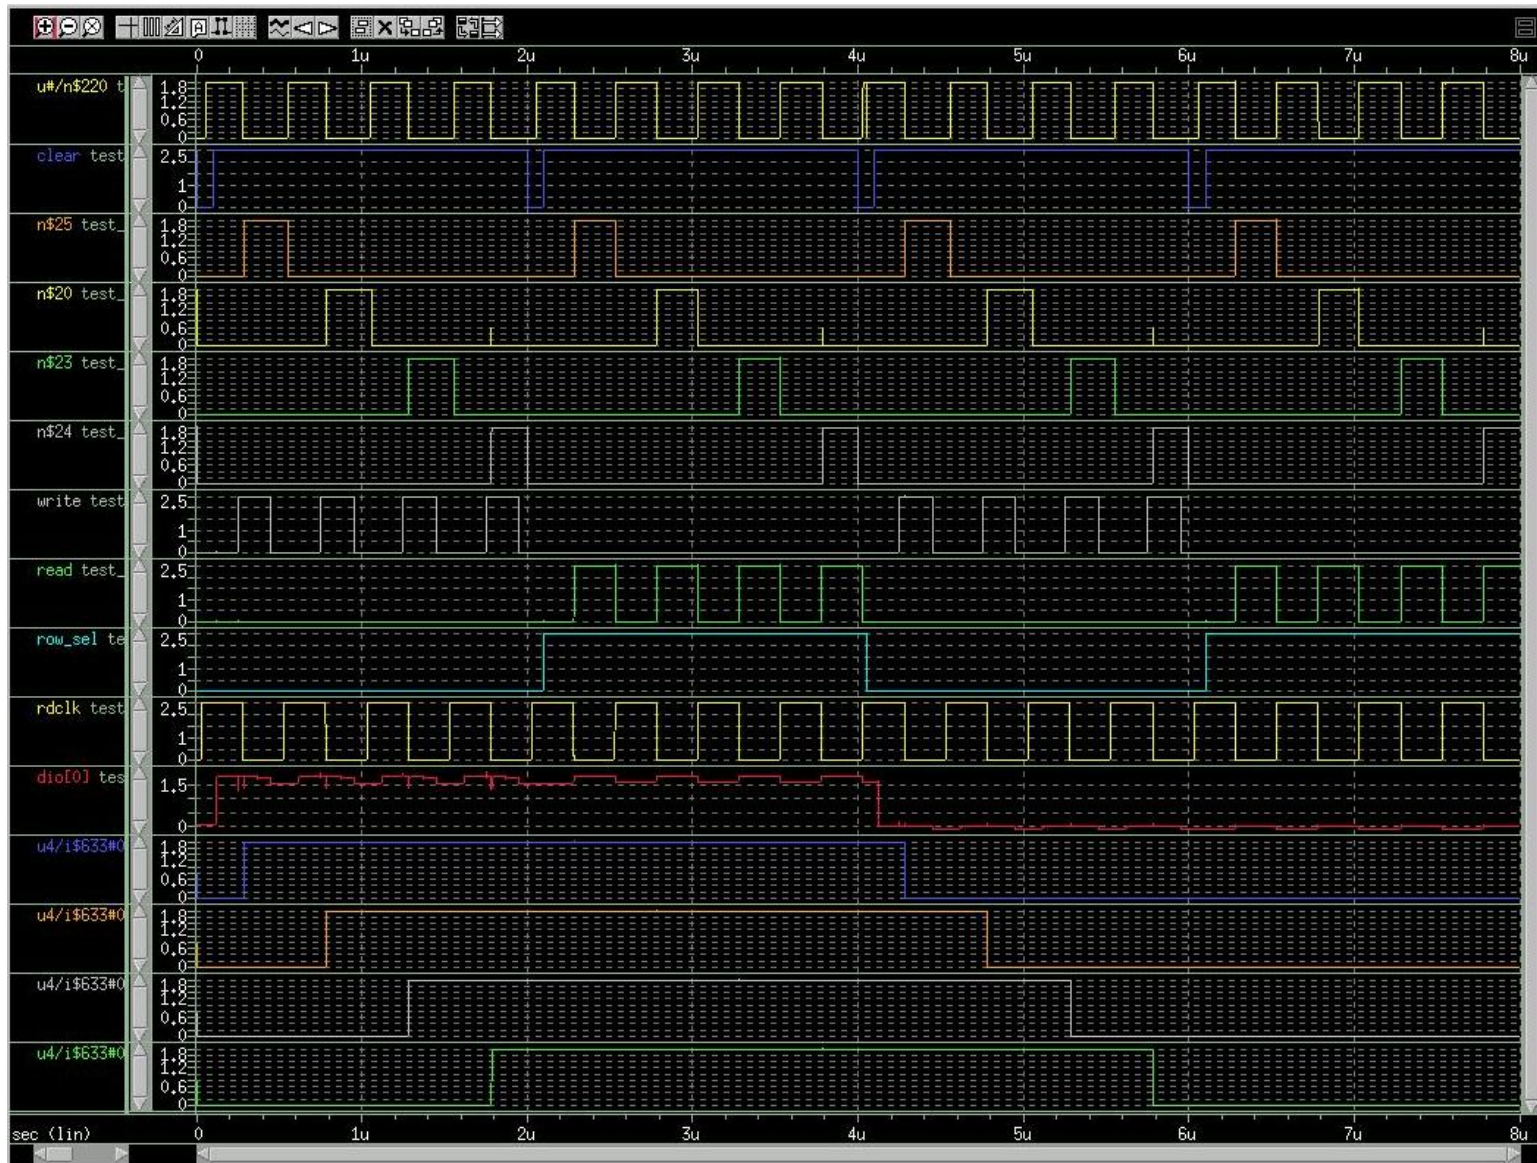 A
0 1u 2u 3u 4u 5u 6u 7u 8u
u#/n$220 t
1.8
1.2
0.6
0
clear test
2.5
1
0
n$25 test_
1.8
1.2
0.6
0
n$20 test_
1.8
0.6
0
n$23 test_
1.8
1.2
0.6
0
n$24 test_
1.8
1.2
0.6
0
write test
2.5
1
0
read test_
2.5
1
0
row_sel te
2.5
1
0
rdclk test
2.5
1
0
dio[0] tes
1.5
0
u4/i$633#0
1.8
1.2
0.6
0
u4/i$633#0
1.8
1.2
0.6
0
u4/i$633#0
1.8
1.2
0.6
0
u4/i$633#0
1.8
1.2
0.6
0
sec (lin) 0 1u 2u 3u 4u 5u 6u 7u 8u